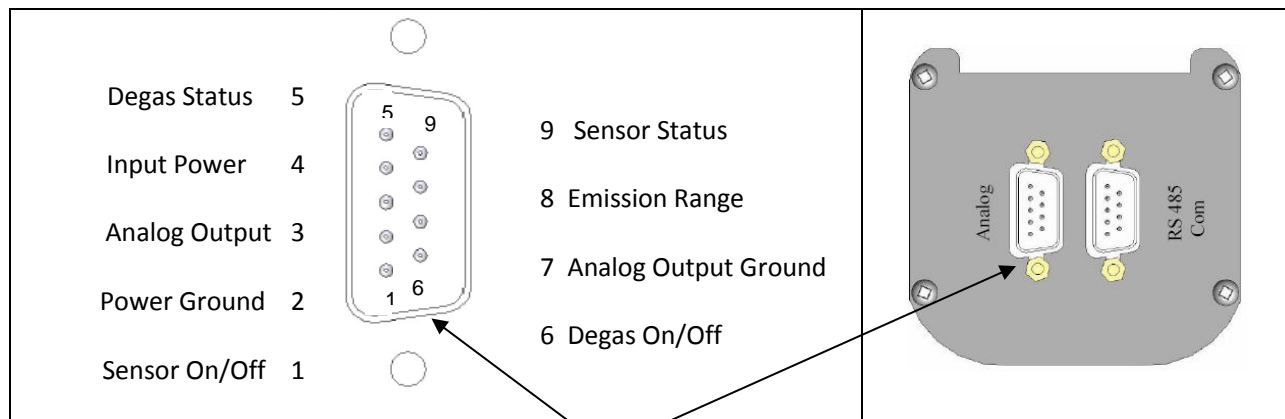 Degas Status 5
Input Power 4
Analog Output 3
Power Ground 2
Sensor On/Off 1
5
9
1
6
9 Sensor Status
8 Emission Range
7 Analog Output Ground
6 Degas On/Off
Analog
RS 485
Com